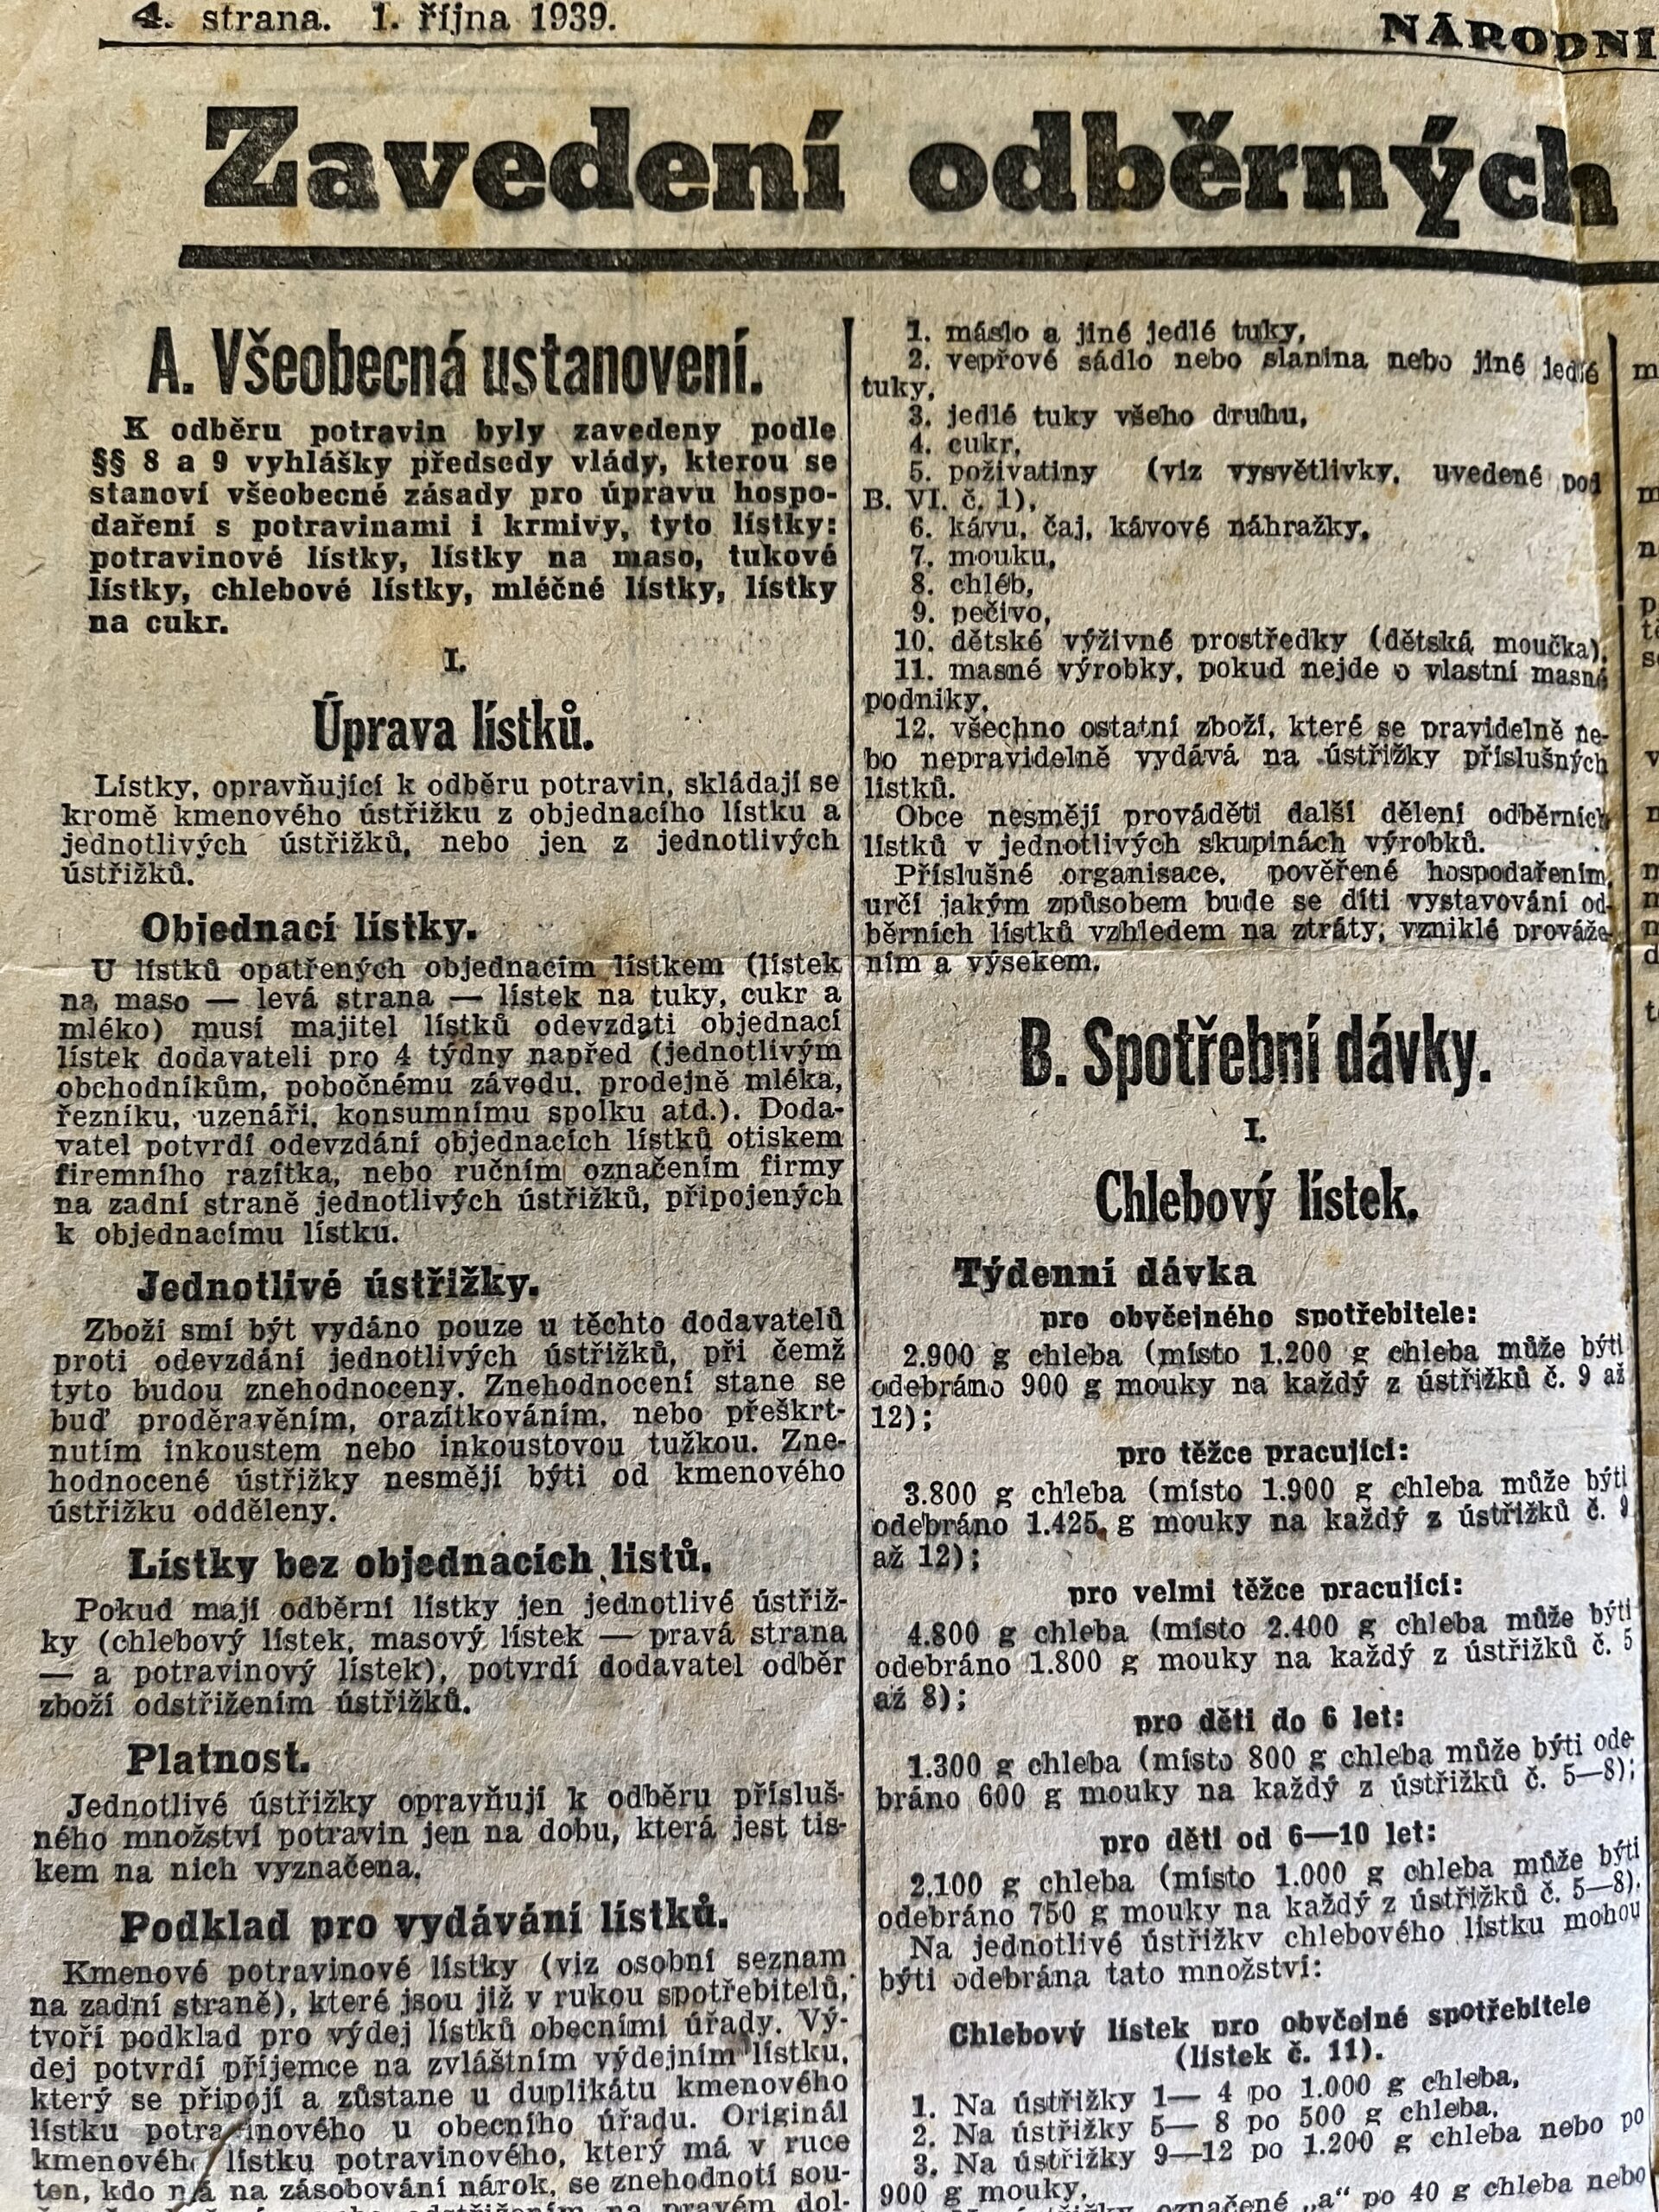 4. strana. 1. října 1939.
NÁRODNÍ
Zavedení odběrných
A. Všeobecná ustanovení.
K odběru potravin byly zavedeny podle
§§ 8 a 9 vyhlášky předsedy vlády, kterou se
stanoví všeobecné zásady pro úpravu hospo-
daření s potravinami i krmivy, tyto lístky:
potravinové lístky, lístky na maso, tukové
lístky, chlebové lístky, mléčné lístky, lístky
na cukr.
I.
Úprava lístků.
Lístky, opravňující k odběru potravin, skládají se
kromě kmenového ústřižku z objednacího lístku a
jednotlivých ústřižků, nebo jen z jednotlivých
ústřižků.
Objednací lístky.
U lístků opatřených objednacím lístkem (lístek
na maso — levá strana — lístek na tuky, cukr a
mléko) musí majitel lístků odevzdati objednací
lístek dodavateli pro 4 týdny napřed (jednotlivým
obchodníkům, pobočnému závodu, prodejně mléka,
řezníku, uzenáři, konsumnímu spolku atd.). Doda-
vatel potvrdí odevzdání objednacích lístků otiskem
firemního razítka, nebo ručním označením firmy
na zadní straně jednotlivých ústřižků, připojených
k objednacímu lístku.
Jednotlivé ústřižky.
Zboží smí být vydáno pouze u těchto dodavatelů
proti odevzdání jednotlivých ústřižků, při čemž
tyto budou znehodnoceny. Znehodnocení stane se
buď proděravěním, orazítkováním, nebo přeškrt-
nutím inkoustem nebo inkoustovou tužkou. Zne-
hodnocené ústřižky nesmějí býti od kmenového
ústřižku odděleny.
Lístky bez objednacích listů.
Pokud mají odběrní lístky jen jednotlivé ústřiž-
ky (chlebový lístek, masový lístek — pravá strana
— a potravinový lístek), potvrdí dodavatel odběr
zboží odstřižením ústřižků.
Platnost.
Jednotlivé ústřižky opravňují k odběru přísluš-
ného množství potravin jen na dobu, která jest tis-
kem na nich vyznačena.
Podklad pro vydávání lístků.
Kmenové potravinové lístky (viz osobní seznam
na zadní straně), které jsou již v rukou spotřebitelů,
tvoří podklad pro výdej lístků obecními úřady. Vý-
dej potvrdí příjemce na zvláštním výdejním lístku,
který se připojí a zůstane u duplikátu kmenového
lístku potravinového u obecního úřadu. Originál
kmenového lístku potravinového, který má v ruce
ten, kdo má na zásobování nárok, se znehodnotí sou-
odstřižením na pravém dol-
1. máslo a jiné jedlé tuky,
2. vepřové sádlo nebo slanina nebo jiné jedlé
tuky,
3. jedlé tuky všeho druhu,
4. cukr,
5. poživatiny (viz vysvětlivky, uvedené pod
B. VI. č. 1),
6. kávu, čaj, kávové náhražky,
7. mouku,
8. chléb,
9. pečivo,
10. dětské výživné prostředky (dětská moučka),
11. masné výrobky, pokud nejde o vlastní masné
podniky,
12. všechno ostatní zboží, které se pravidelně ne-
bo nepravidelně vydává na ústřižky příslušných
lístků.
Obce nesmějí prováděti další dělení odběrních
lístků v jednotlivých skupinách výrobků.
Příslušné organisace, pověřené hospodařením,
určí jakým způsobem bude se díti vystavování od-
běrních lístků vzhledem na ztráty, vzniklé prováže-
ním a výsekem.
B. Spotřební dávky.
I.
Chlebový lístek.
Týdenní dávka
pro obyčejného spotřebitele:
2.900 g chleba (místo 1.200 g chleba může býti
odebráno 900 g mouky na každý z ústřižků č. 9 až
12);
pro těžce pracující:
3.800 g chleba (místo 1.900 g chleba může býti
odebráno 1.425 g mouky na každý z ústřižků č. 9
až 12);
pro velmi těžce pracující:
4.800 g chleba (místo 2.400 g chleba může býti
odebráno 1.800 g mouky na každý z ústřižků č. 5
až 8);
pro děti do 6 let:
1.300 g chleba (místo 800 g chleba může býti ode-
bráno 600 g mouky na každý z ústřižků č. 5—8);
pro děti od 6—10 let:
2.100 g chleba (místo 1.000 g chleba může býti
odebráno 750 g mouky na každý z ústřižků č. 5—8).
Na jednotlivé ústřižky chlebového lístku mohou
býti odebrána tato množství:
Chlebový lístek pro obyčejné spotřebitele
(lístek č. 11).
1. Na ústřižky 1— 4 po 1.000 g chleba,
2. Na ústřižky 5— 8 po 500 g chleba,
3. Na ústřižky 9—12 po 1.200 g chleba nebo po
900 g mouky,
označené „a“ po 40 g chleba nebo